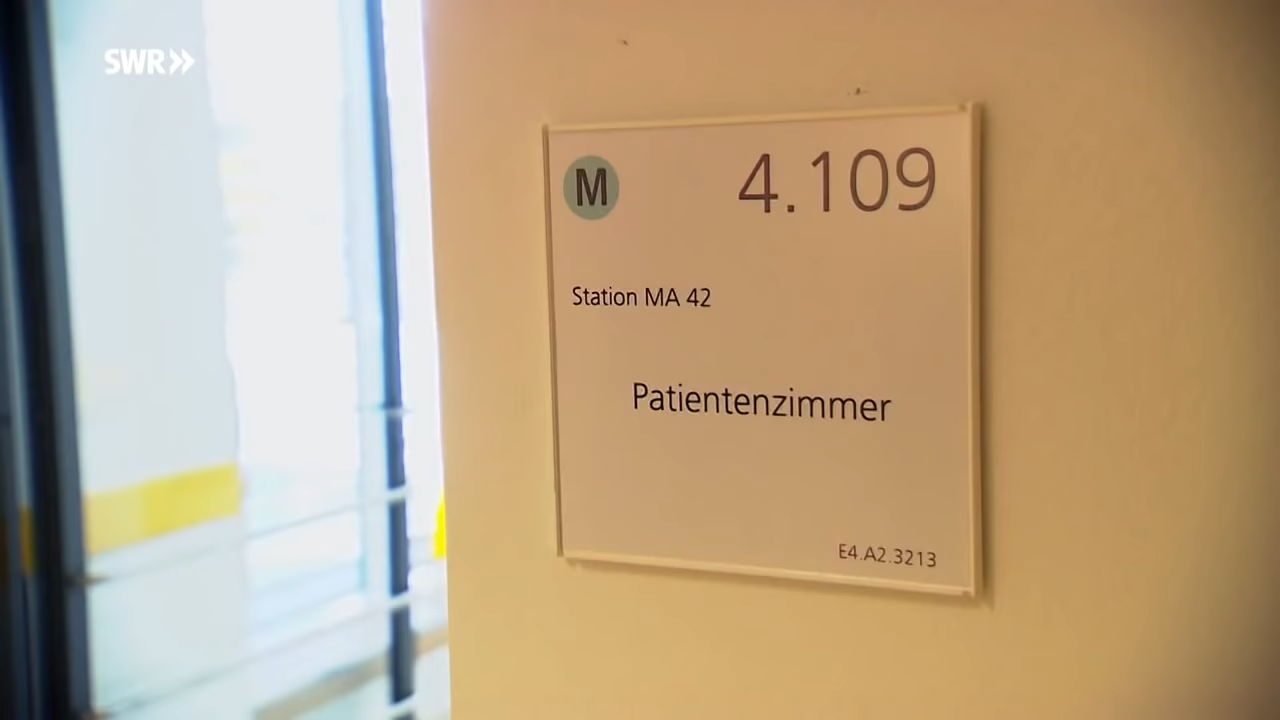 SWR»
M
4.109
Station MA 42
Patientenzimmer
E4.A2.3213